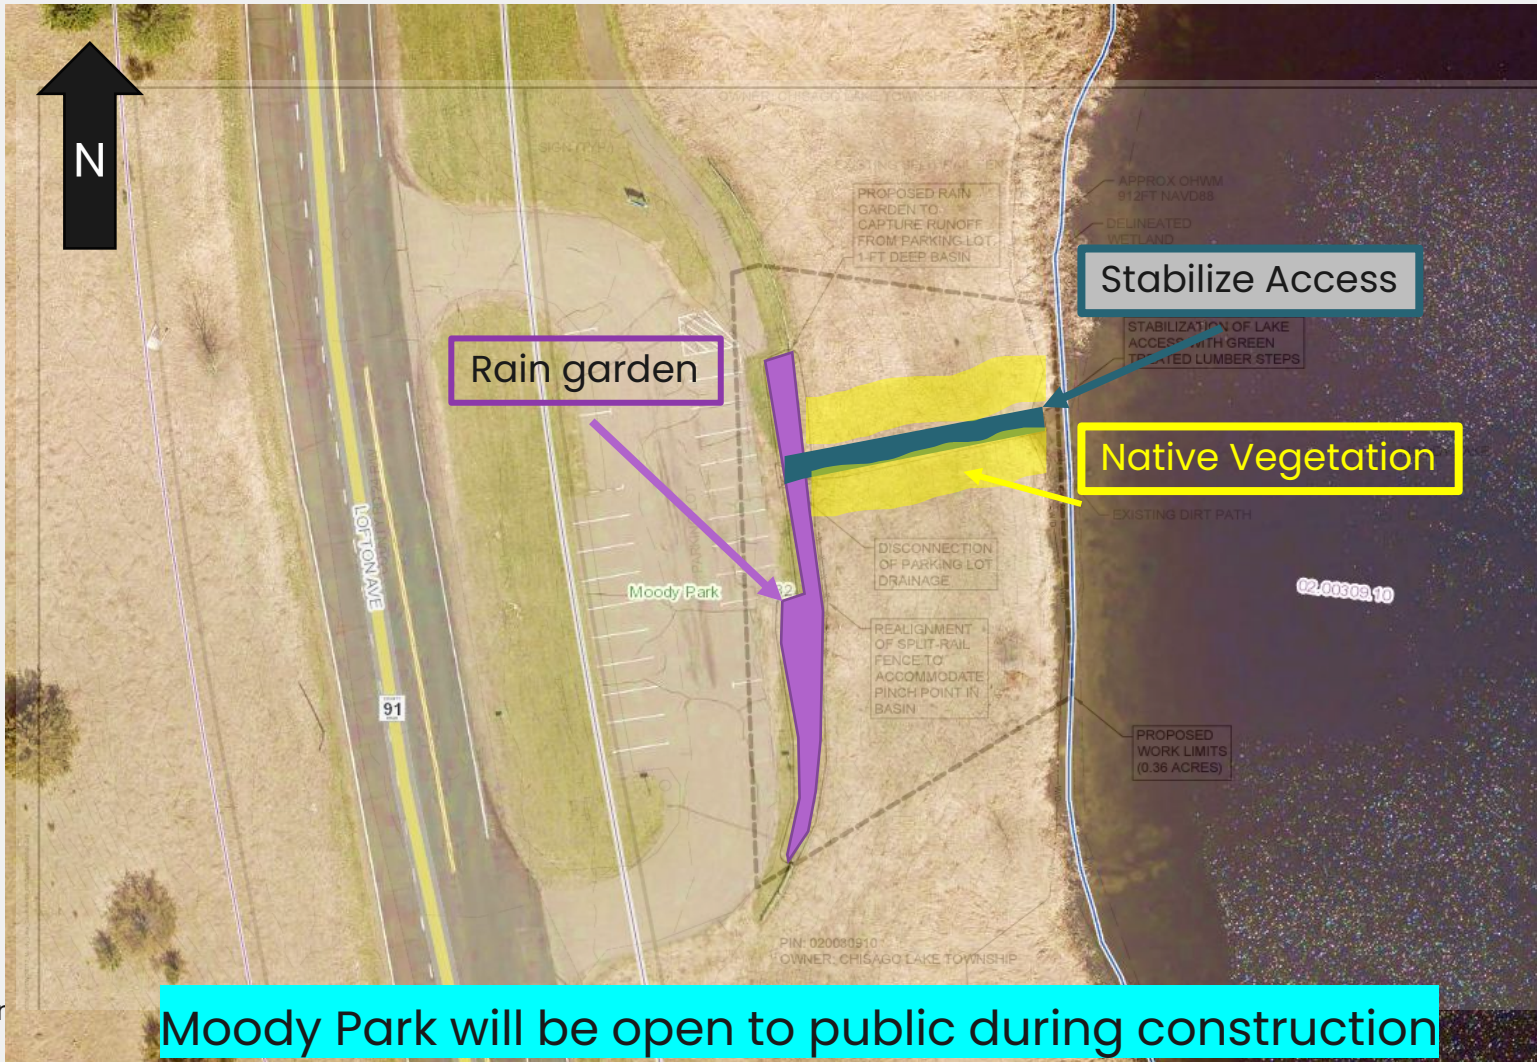 N
SIGN (TYP.)
PROPOSED RAIN
GARDEN TO
CAPTURE RUNOFF
FROM PARKING LOT
1 FT DEEP BASIN
APPROX OHWM
912FT NAVD88
DELINEATED
WETLAND
Stabilize Access
STABILIZATION OF LAKE
ACCESS WITH GREEN
TREATED LUMBER STEPS
Rain garden
Native Vegetation
EXISTING DIRT PATH
LOFTON AVE
DISCONNECTION
OF PARKING LOT
DRAINAGE
Moody Park
32
02.00309.10
REALIGNMENT
OF SPLIT-RAIL
FENCE TO
ACCOMMODATE
PINCH POINT IN
BASIN
91
PROPOSED
WORK LIMITS
(0.36 ACRES)
PIN: 020030910
OWNER: CHISAGO LAKE TOWNSHIP
Moody Park will be open to public during construction